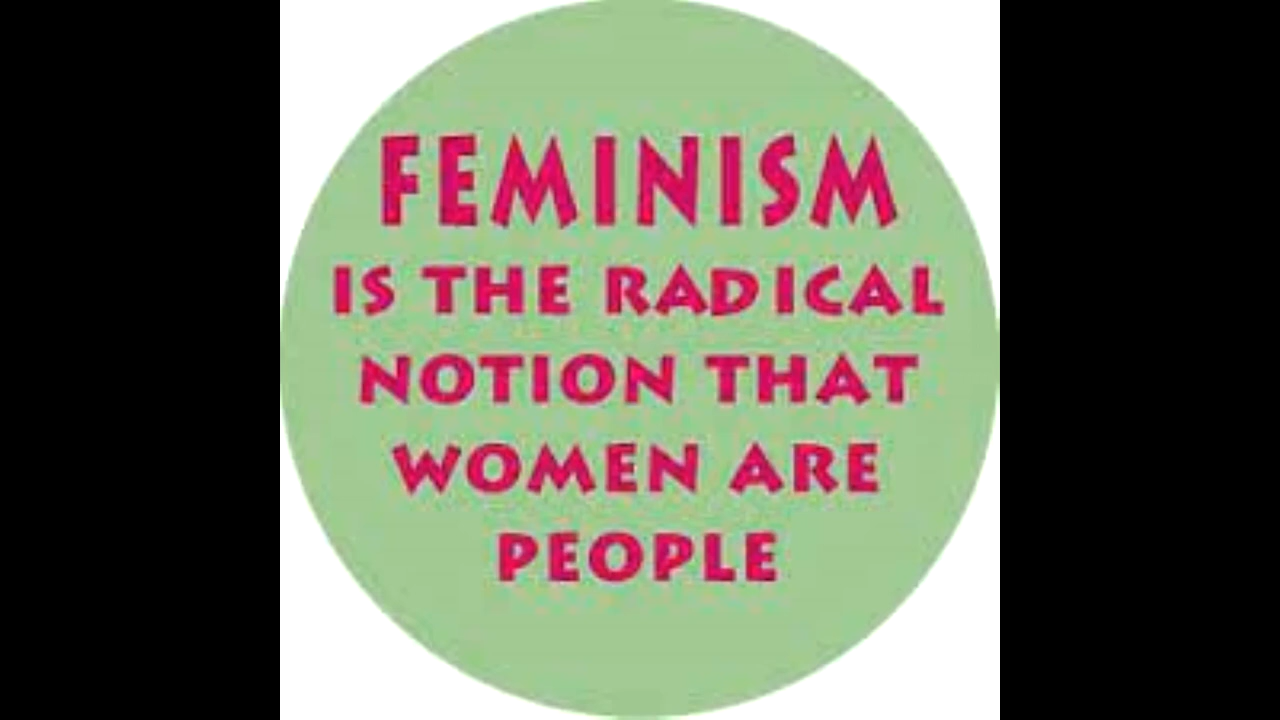 FEMINISM
IS THE RADICAL
NOTION THAT
WOMEN ARE
PEOPLE